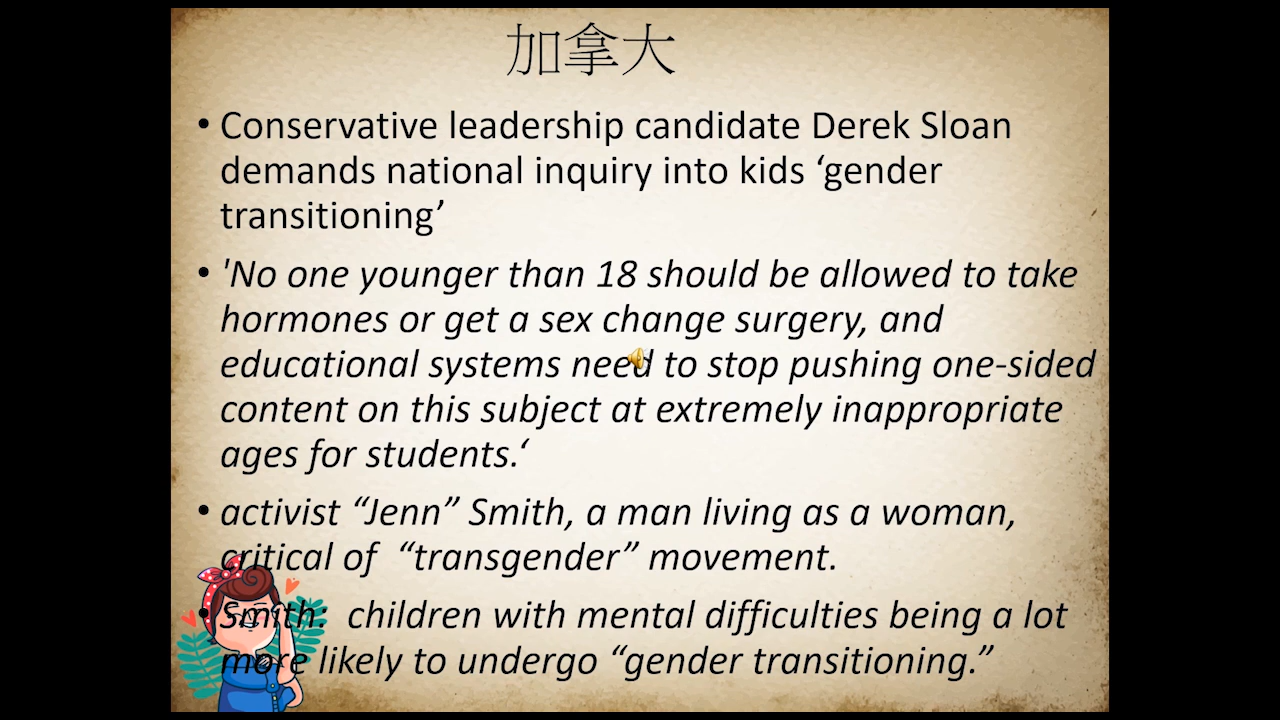 加拿大
• Conservative leadership candidate Derek Sloan
demands national inquiry into kids ‘gender
transitioning’
• 'No one younger than 18 should be allowed to take
hormones or get a sex change surgery, and
educational systems need to stop pushing one-sided
content on this subject at extremely inappropriate
ages for students.‘
• activist “Jenn” Smith, a man living as a woman,
critical of “transgender” movement.
• Smith: children with mental difficulties being a lot
more likely to undergo “gender transitioning.”